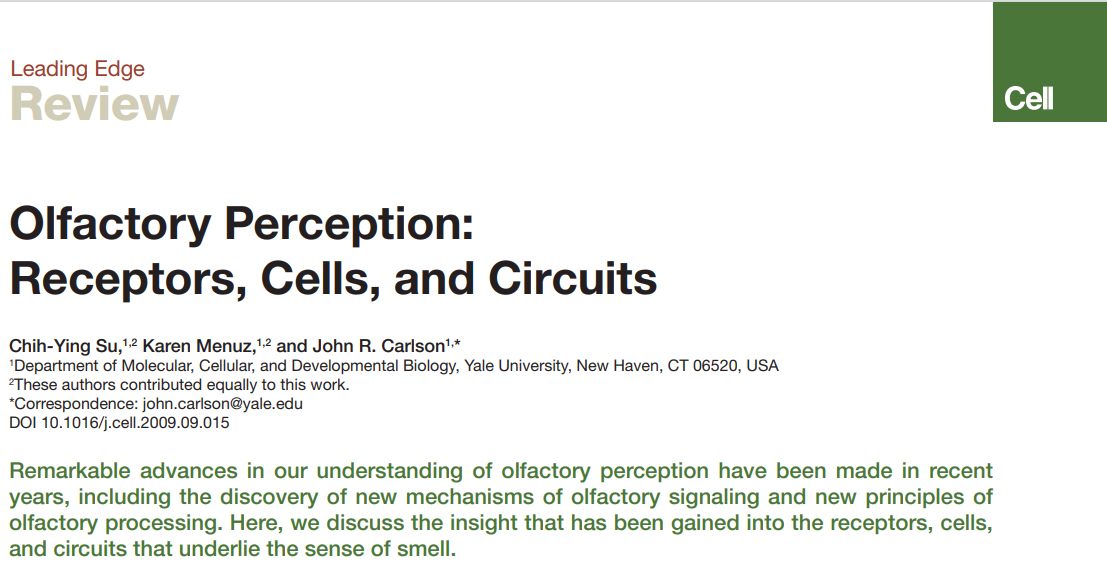 Leading Edge
Review
Cell
Olfactory Perception:
Receptors, Cells, and Circuits
Chih-Ying Su,1,2 Karen Menuz,1,2 and John R. Carlson1,*
1Department of Molecular, Cellular, and Developmental Biology, Yale University, New Haven, CT 06520, USA
2These authors contributed equally to this work.
*Correspondence: john.carlson@yale.edu
DOI 10.1016/j.cell.2009.09.015
Remarkable advances in our understanding of olfactory perception have been made in recent
years, including the discovery of new mechanisms of olfactory signaling and new principles of
olfactory processing. Here, we discuss the insight that has been gained into the receptors, cells,
and circuits that underlie the sense of smell.